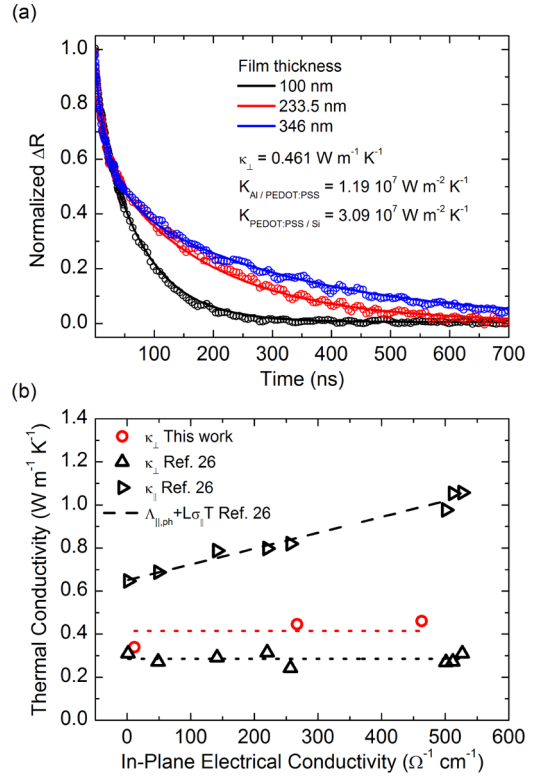 (a)
Normalized ΔR
1.0
0.8
0.6
0.4
0.2
0.0
Film thickness
100 nm
233.5 nm
346 nm
κ⊥ = 0.461 W m⁻¹ K⁻¹
K Al / PEDOT:PSS = 1.19 10⁷ W m⁻² K⁻¹
K PEDOT:PSS / Si = 3.09 10⁷ W m⁻² K⁻¹
100 200 300 400 500 600 700
Time (ns)
(b)
Thermal Conductivity (W m⁻¹ K⁻¹)
1.4
1.2
1.0
0.8
0.6
0.4
0.2
0.0
κ⊥ This work
κ⊥ Ref. 26
κ|| Ref. 26
Λ||,ph+Lσ||T Ref. 26
0 100 200 300 400 500 600
In-Plane Electrical Conductivity (Ω⁻¹ cm⁻¹)